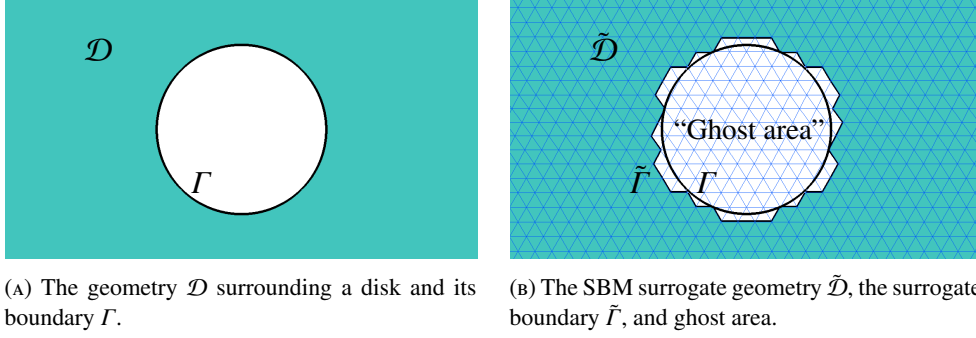 𝒟
Γ
𝒟̃
“Ghost area”
Γ̃
Γ
(A) The geometry 𝒟 surrounding a disk and its
boundary Γ.
(B) The SBM surrogate geometry 𝒟̃, the surrogate
boundary Γ̃, and ghost area.